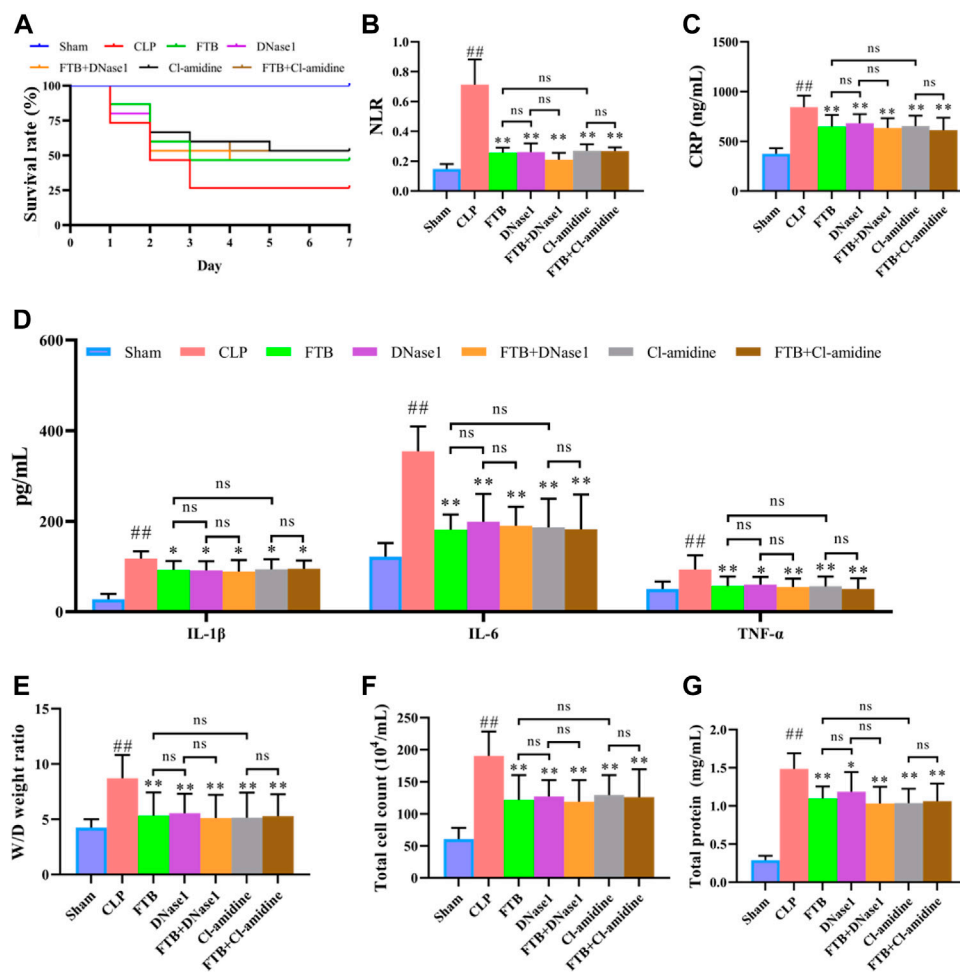 A
Sham CLP FTB DNase1
FTB+DNase1 Cl-amidine FTB+Cl-amidine
Survival rate (%)
100
75
50
25
0
0 1 2 3 4 5 6 7
Day
B
NLR
1.0
0.8
0.6
0.4
0.2
0.0
##
ns
ns ns ns
** ** ** ** **
Sham CLP FTB DNase1 FTB+DNase1 Cl-amidine FTB+Cl-amidine
C
CRP (ng/mL)
1500
1000
500
0
##
ns
ns ns ns
** ** ** ** **
Sham CLP FTB DNase1 FTB+DNase1 Cl-amidine FTB+Cl-amidine
D
Sham CLP FTB DNase1 FTB+DNase1 Cl-amidine FTB+Cl-amidine
pg/mL
600
400
200
0
##
ns
ns ns ns
* * * * *
##
ns
ns ns ns
** ** ** ** **
##
ns
ns ns ns
** * ** ** **
IL-1β IL-6 TNF-α
E
W/D weight ratio
15
10
5
0
##
ns
ns ns ns
** ** ** ** **
Sham CLP FTB DNase1 FTB+DNase1 Cl-amidine FTB+Cl-amidine
F
Total cell count (10⁴/mL)
250
200
150
100
50
0
##
ns
ns ns ns
** ** ** ** **
Sham CLP FTB DNase1 FTB+DNase1 Cl-amidine FTB+Cl-amidine
G
Total protein (mg/mL)
2.0
1.5
1.0
0.5
0.0
##
ns
ns ns ns
** * ** ** **
Sham CLP FTB DNase1 FTB+DNase1 Cl-amidine FTB+Cl-amidine